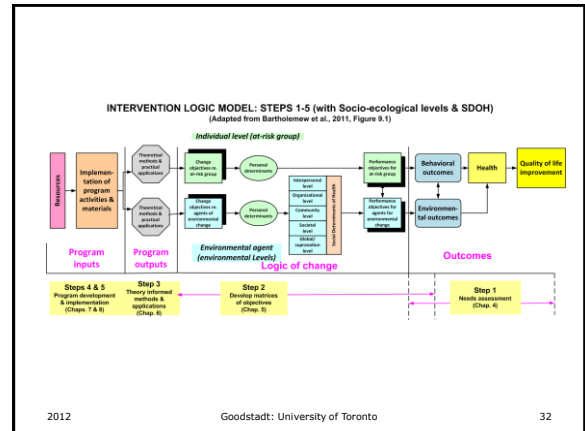 INTERVENTION LOGIC MODEL: STEPS 1-5 (with Socio-ecological levels & SDOH)
(Adapted from Bartholemew et al., 2011, Figure 9.1)
Individual level (at-risk group)
Resources
Implemen-
tation of
program
activities &
materials
Theoretical
methods &
practical
applications
Change
objectives re.
at-risk group
Personal
determinants
Performance
objectives for
at-risk group
Behavioral
outcomes
Health
Quality of life
improvement
Theoretical
methods &
practical
applications
Change
objectives re.
agents of
environmental
change
Personal
determinants
Interpersonal
level
Organizational
level
Community
level
Societal
level
Global/
supranational
level
Social Determinants of Health
Performance
objectives for
agents for
environmental
change
Environmen-
tal outcomes
Environmental agent
(environmental Levels)
Program
inputs
Program
outputs
Logic of change
Outcomes
Steps 4 & 5
Program development
& implementation
(Chaps. 7 & 8)
Step 3
Theory informed
methods &
applications
(Chap. 6)
Step 2
Develop matrices
of objectives
(Chap. 5)
Step 1
Needs assessment
(Chap. 4)
2012
Goodstadt: University of Toronto
32